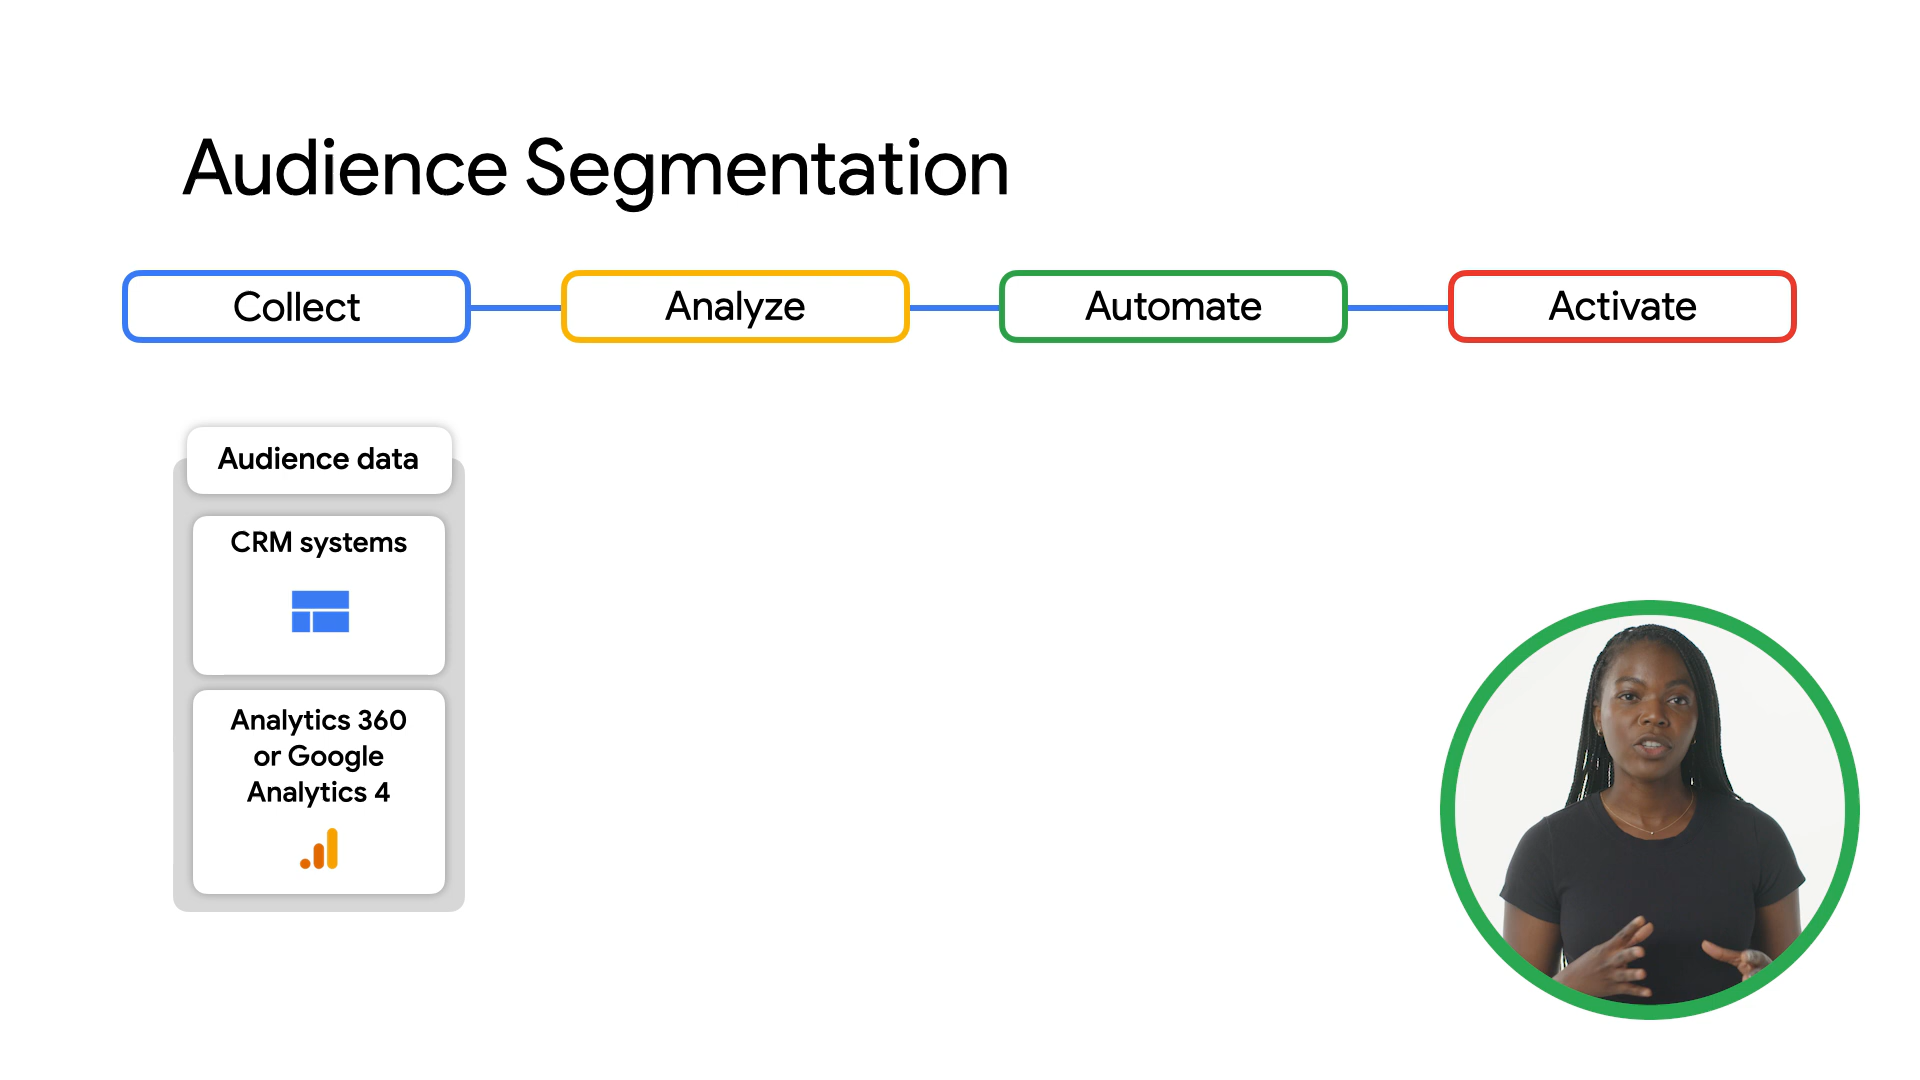 Audience Segmentation
Collect
Analyze
Automate
Activate
Audience data
CRM systems
Analytics 360
or Google
Analytics 4